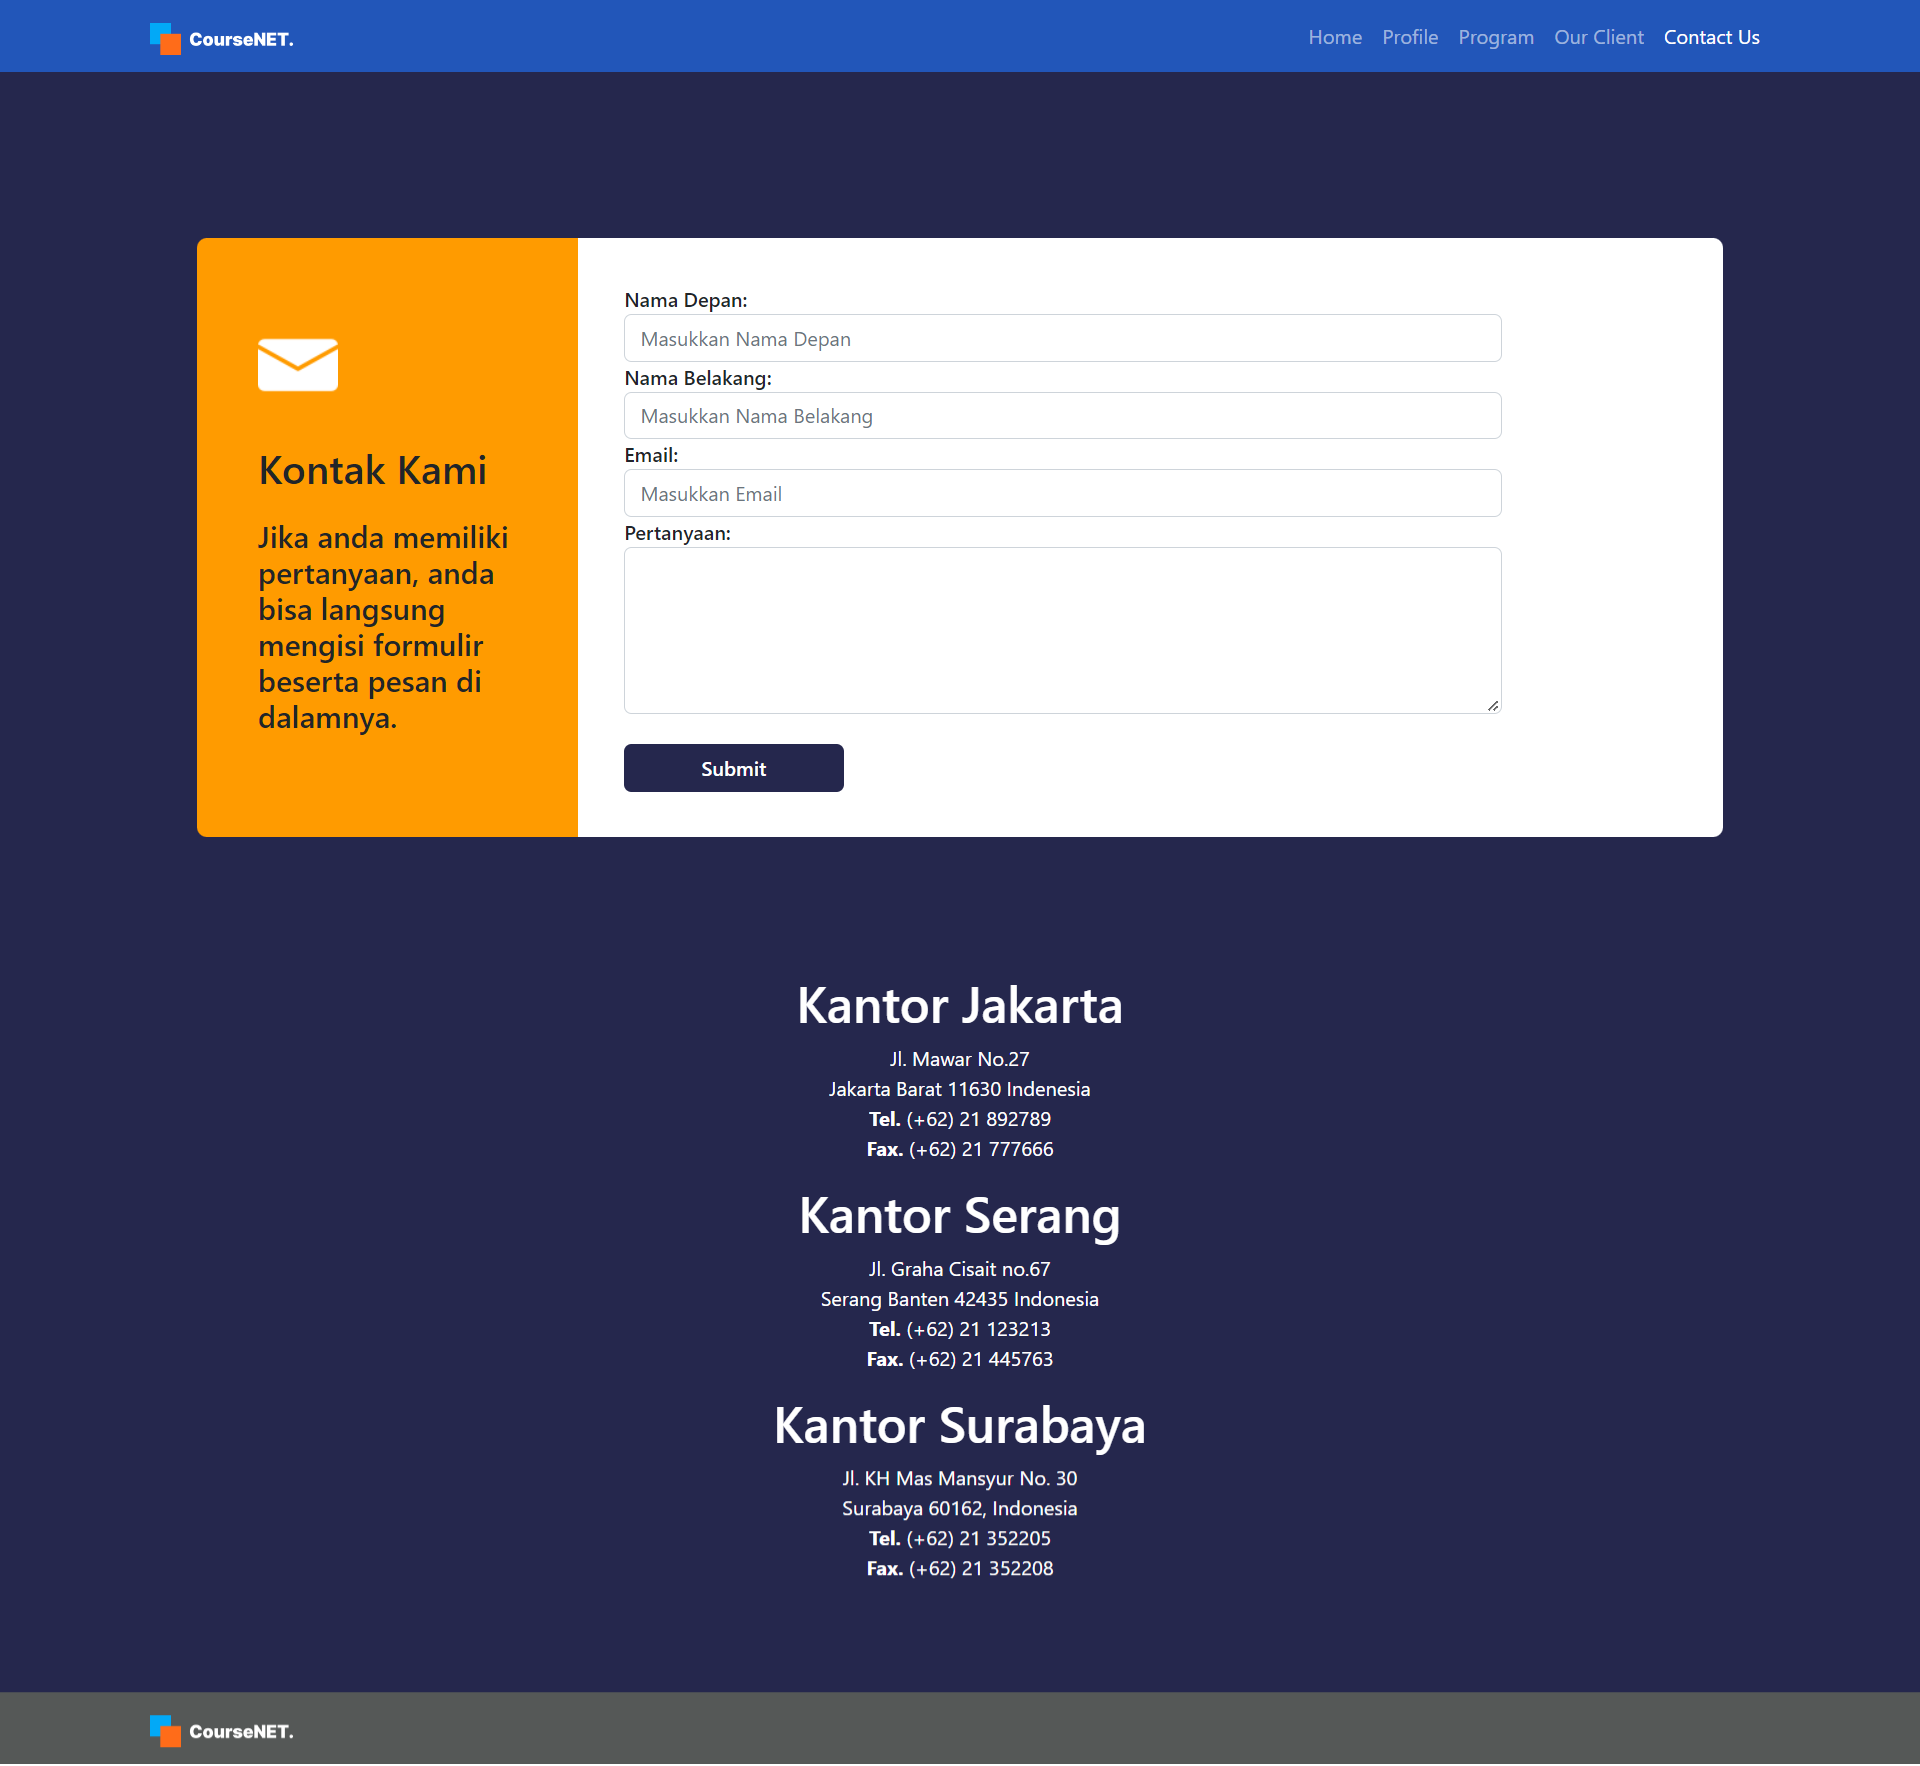 CourseNET.
Home Profile Program Our Client Contact Us
Kontak Kami
Jika anda memiliki
pertanyaan, anda
bisa langsung
mengisi formulir
beserta pesan di
dalamnya.
Nama Depan:
Masukkan Nama Depan
Nama Belakang:
Masukkan Nama Belakang
Email:
Masukkan Email
Pertanyaan:
Submit
Kantor Jakarta
Jl. Mawar No.27
Jakarta Barat 11630 Indenesia
Tel. (+62) 21 892789
Fax. (+62) 21 777666
Kantor Serang
Jl. Graha Cisait no.67
Serang Banten 42435 Indonesia
Tel. (+62) 21 123213
Fax. (+62) 21 445763
Kantor Surabaya
Jl. KH Mas Mansyur No. 30
Surabaya 60162, Indonesia
Tel. (+62) 21 352205
Fax. (+62) 21 352208
CourseNET.